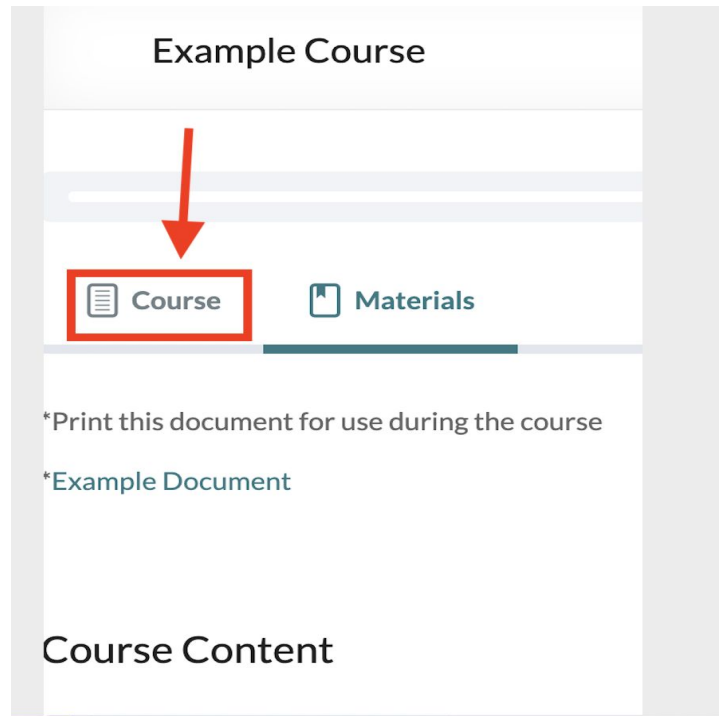 Example Course
Course Materials
*Print this document for use during the course
*Example Document
Course Content